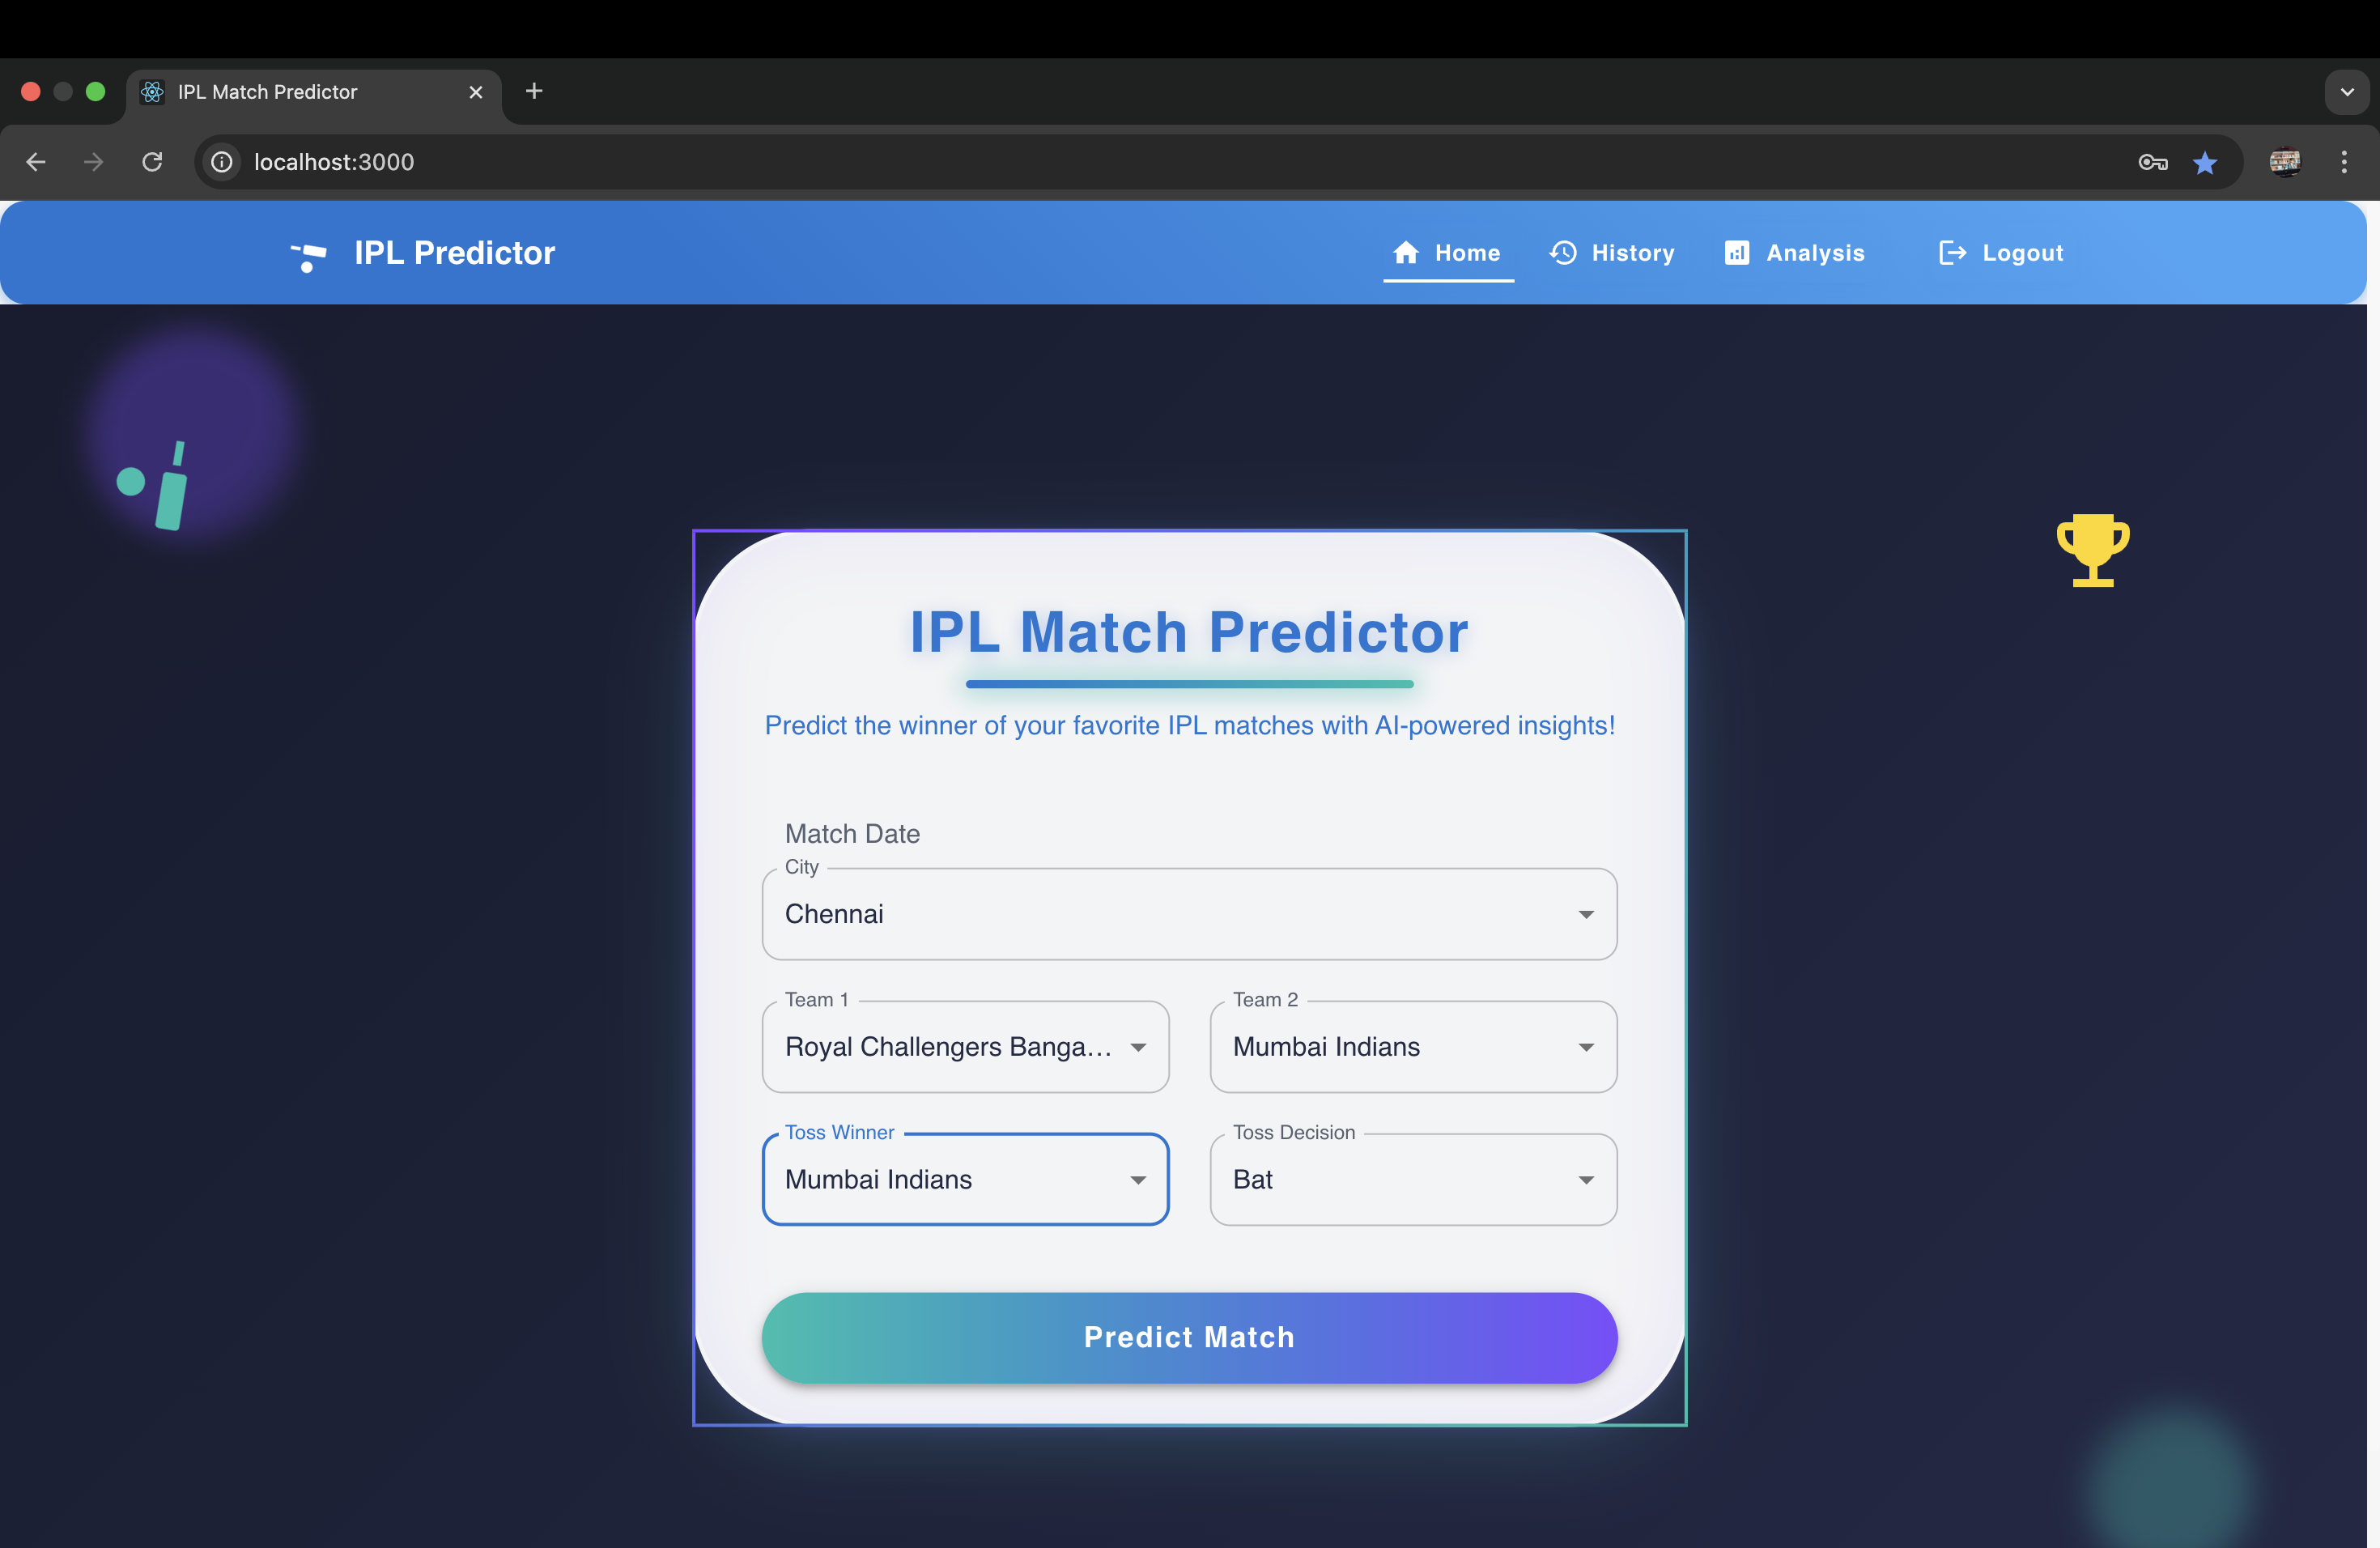 IPL Match Predictor
localhost:3000
IPL Predictor Home History Analysis Logout
IPL Match Predictor
Predict the winner of your favorite IPL matches with AI-powered insights!
Match Date
City
Chennai
Team 1 Team 2
Royal Challengers Banga... Mumbai Indians
Toss Winner Toss Decision
Mumbai Indians Bat
Predict Match